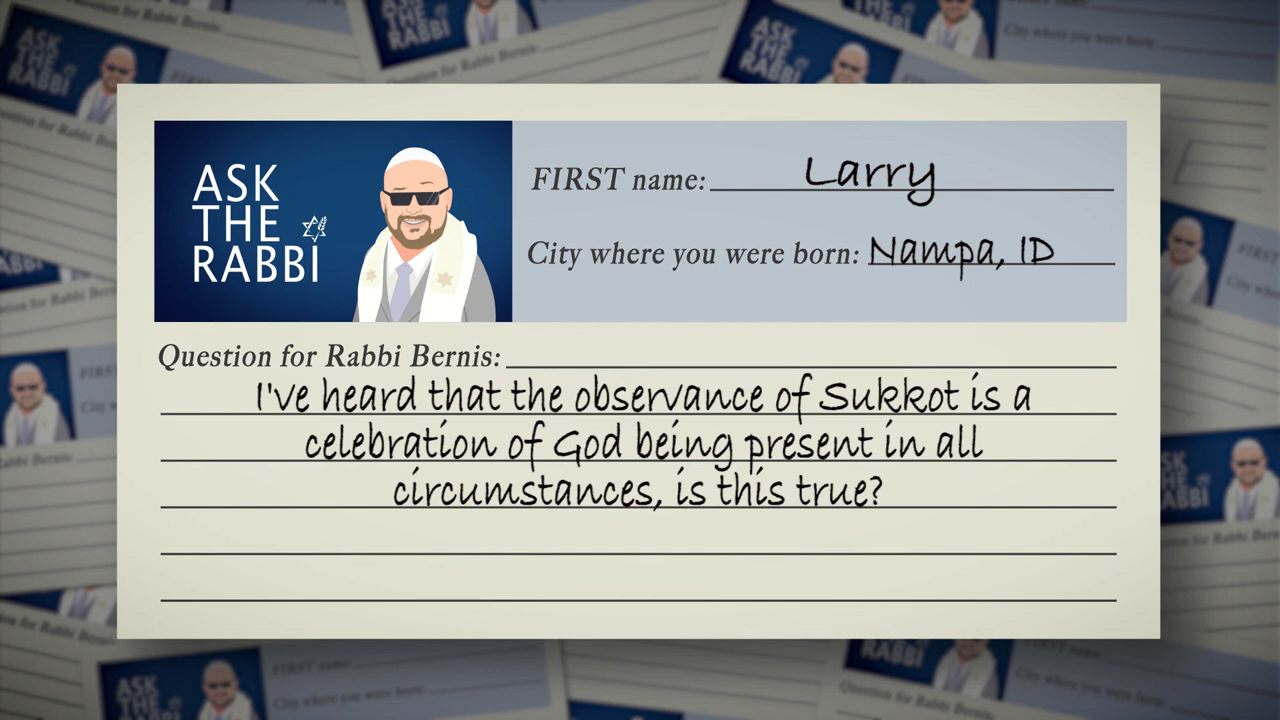 ASK
THE
RABBI
FIRST name: Larry
City where you were born: Nampa, ID
Question for Rabbi Bernis:
I've heard that the observance of Sukkot is a
celebration of God being present in all
circumstances, is this true?